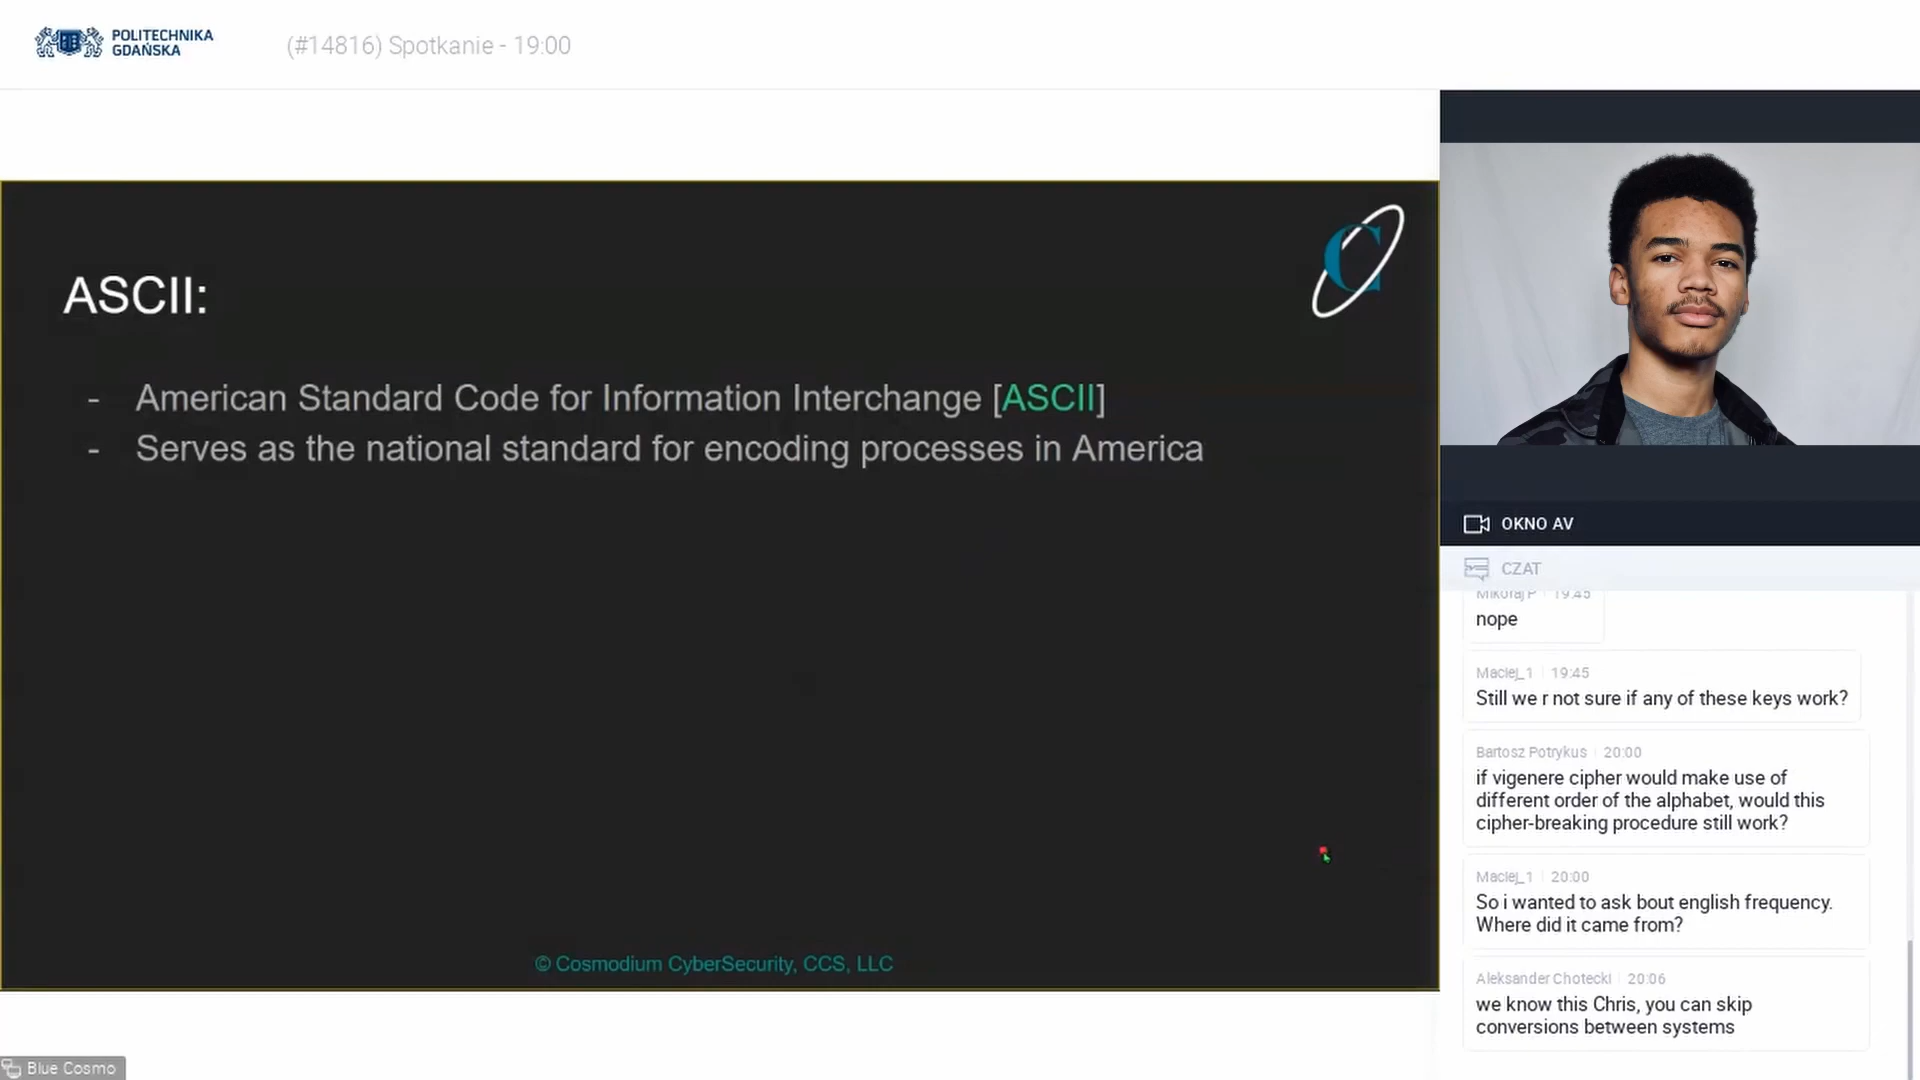 POLITECHNIKA
GDAŃSKA
(#14816) Spotkanie - 19:00
ASCII:
- American Standard Code for Information Interchange [ASCII]
- Serves as the national standard for encoding processes in America
© Cosmodium CyberSecurity, CCS, LLC
Blue Cosmo
OKNO AV
CZAT
Mikołaj P 19:45
nope
Maciej_1 19:45
Still we r not sure if any of these keys work?
Bartosz Potrykus 20:00
if vigenere cipher would make use of
different order of the alphabet, would this
cipher-breaking procedure still work?
Maciej_1 20:00
So i wanted to ask bout english frequency.
Where did it came from?
Aleksander Chotecki 20:06
we know this Chris, you can skip
conversions between systems